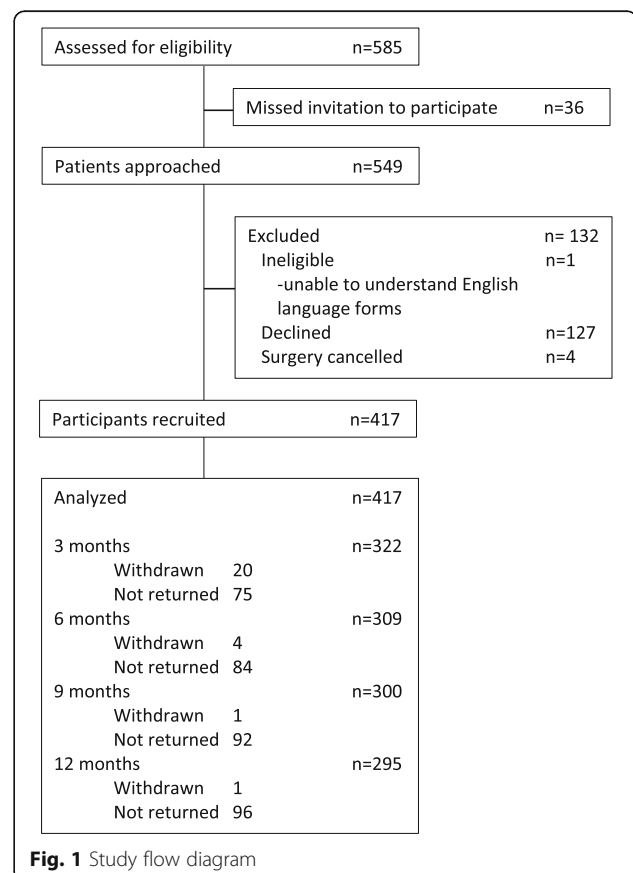 Assessed for eligibility n=585
Missed invitation to participate n=36
Patients approached n=549
Excluded n= 132
Ineligible n=1
-unable to understand English
language forms
Declined n=127
Surgery cancelled n=4
Participants recruited n=417
Analyzed n=417
3 months n=322
Withdrawn 20
Not returned 75
6 months n=309
Withdrawn 4
Not returned 84
9 months n=300
Withdrawn 1
Not returned 92
12 months n=295
Withdrawn 1
Not returned 96
Fig. 1 Study flow diagram